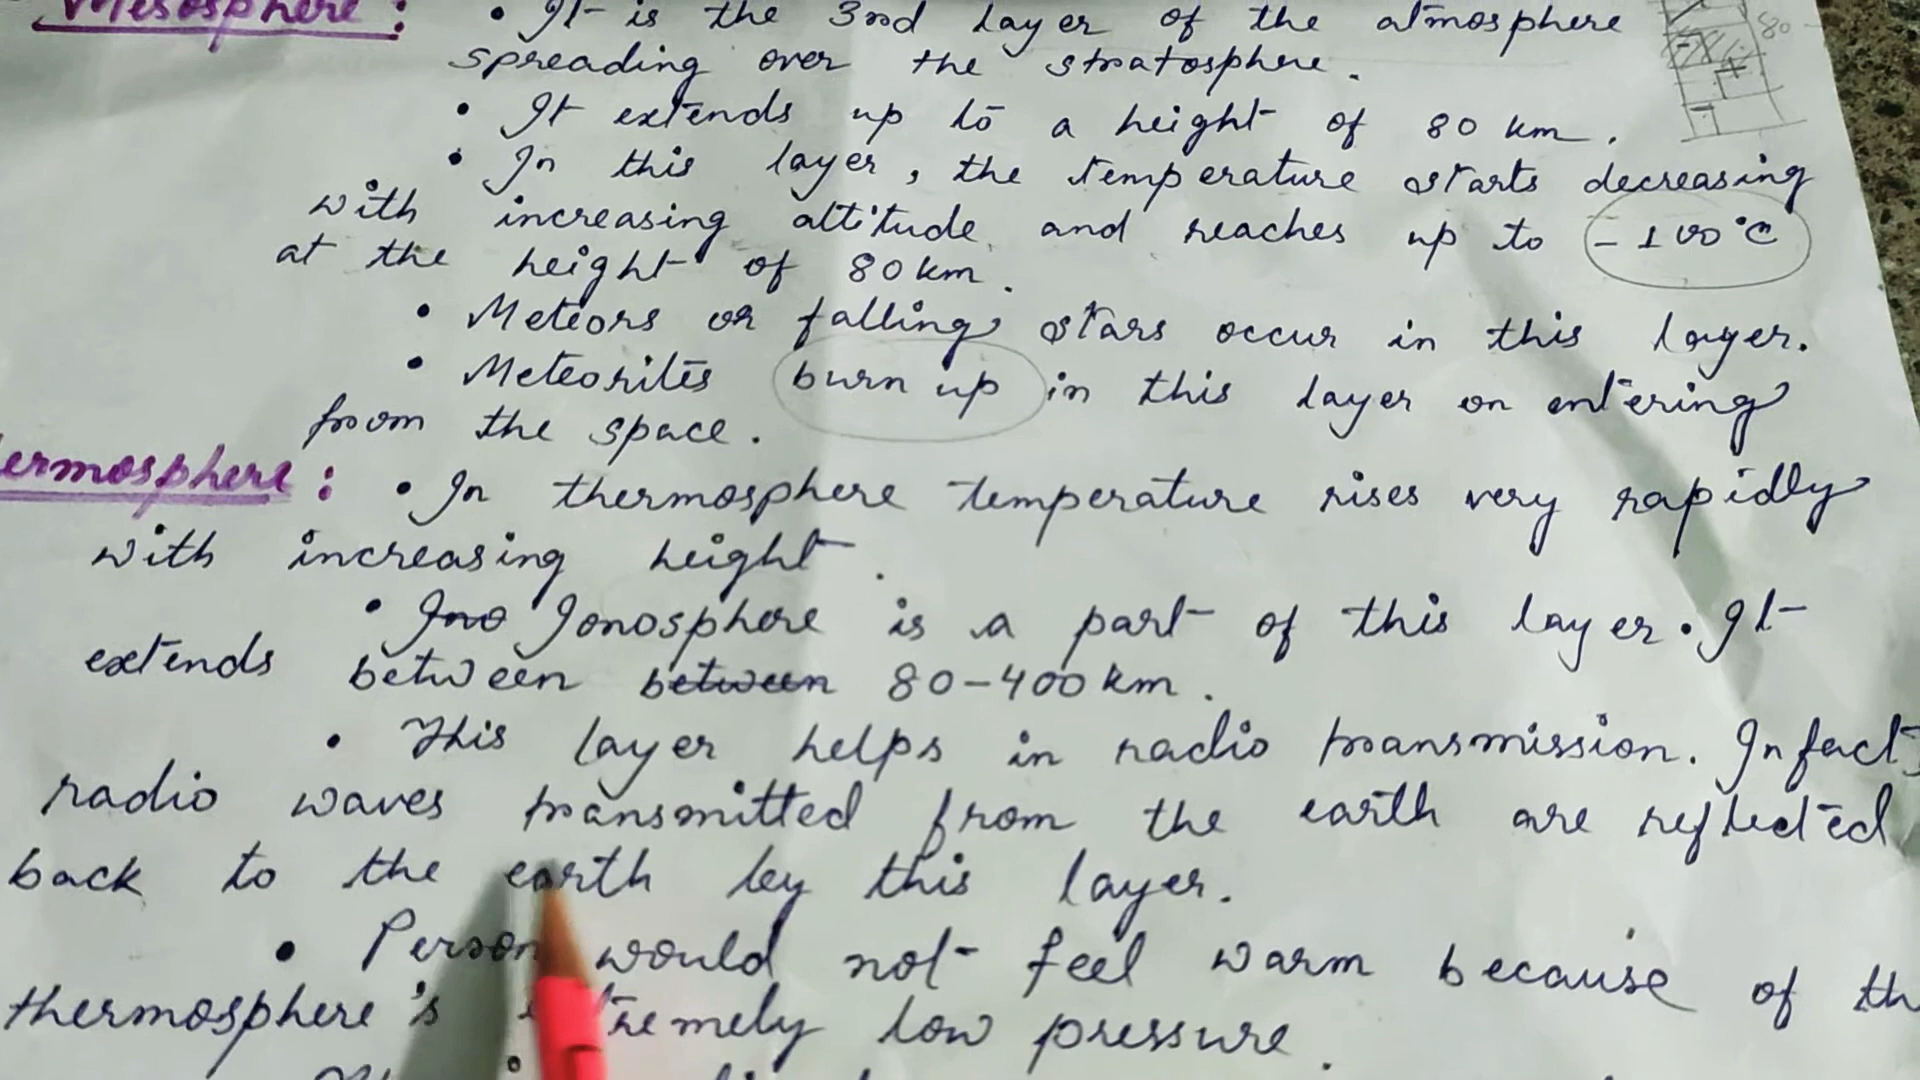 Mesosphere : • It is the 3rd layer of the atmosphere
spreading over the stratosphere.
• It extends up to a height of 80 km.
• In this layer, the temperature starts decreasing
with increasing altitude and reaches up to -100°C
at the height of 80km.
• Meteors or falling stars occur in this layer.
• Meteorites burn up in this layer on entering
from the space.
ermosphere : • In thermosphere temperature rises very rapidly
with increasing height.
• Ino Ionosphere is a part of this layer. It
extends between between 80-400km.
• This layer helps in radio transmission. In fact,
radio waves transmitted from the earth are reflected
back to the earth by this layer.
• Person would not feel warm because of th
thermosphere's extremely low pressure.
80